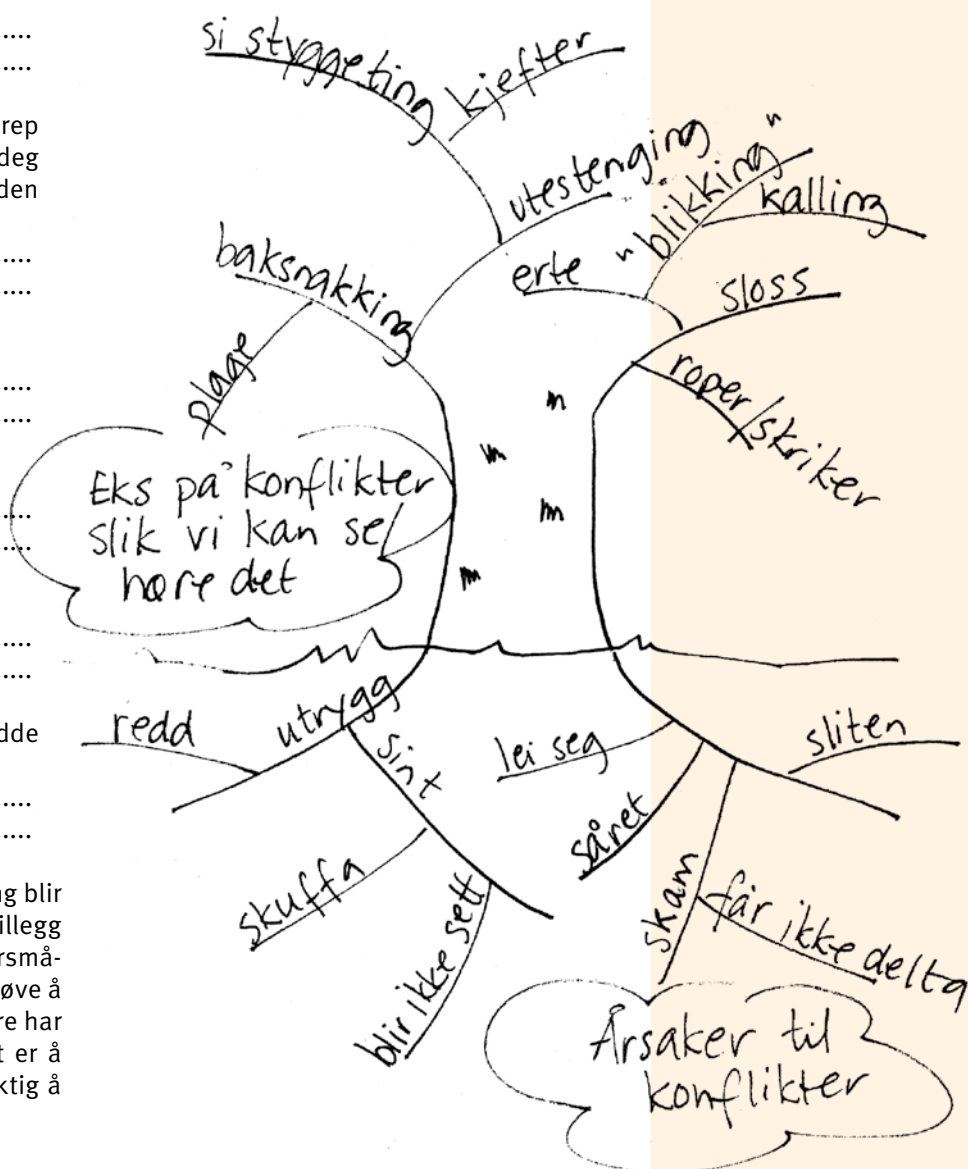 ....
....
rep
deg
den
....
....
....
....
....
....
....
....
dde
....
....
ng blir
illegg
rsmå-
øve å
re har
t er å
ktig å
si styggeting
kjefter
utestenging
"blikking"
kalling
erte
baksnakking
sloss
plage
roper/skriker
Eks på konflikter
slik vi kan se/
høre det
redd
utrygg
sint
lei seg
sliten
såret
skuffa
skam
får ikke delta
blir ikke sett
Årsaker til
konflikter